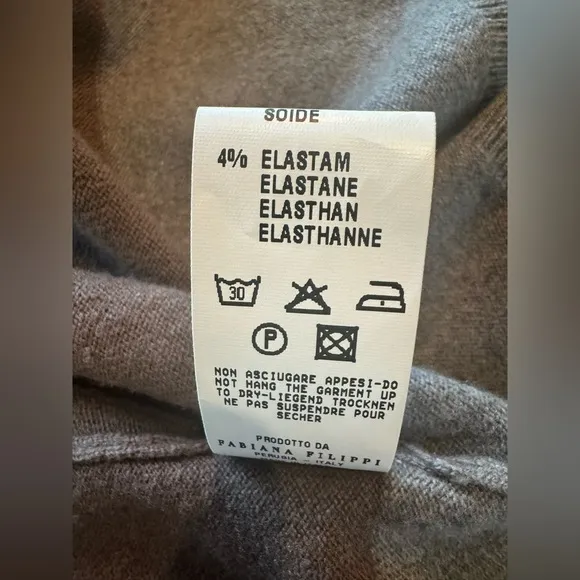 SOIDE
4% ELASTAM
ELASTANE
ELASTHAN
ELASTHANNE
30
P
NON ASCIUGARE APPESI-DO
NOT HANG THE GARMENT UP
TO DRY-LIEGEND TROCKNEN
NE PAS SUSPENDRE POUR
SECHER
PRODOTTO DA
FABIANA FILIPPI
PERUGIA - ITALY